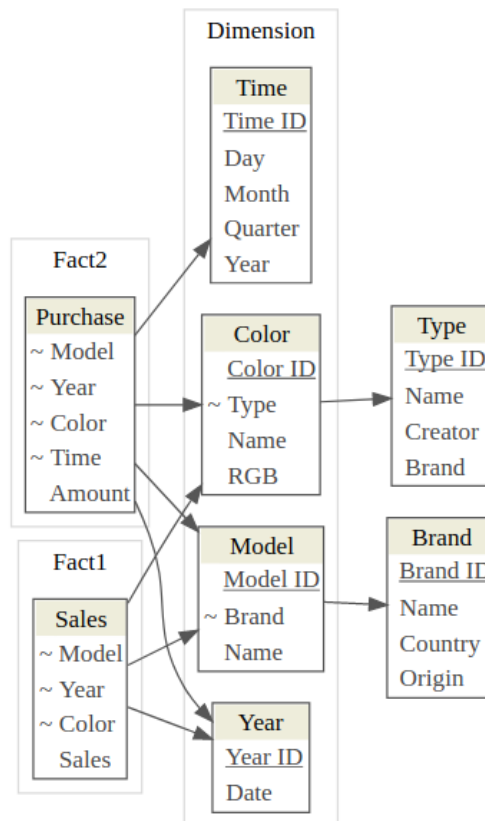 Dimension
Time
Time ID
Day
Month
Quarter
Year
Fact2
Purchase
~ Model
~ Year
~ Color
~ Time
Amount
Color
Color ID
~ Type
Name
RGB
Type
Type ID
Name
Creator
Brand
Fact1
Sales
~ Model
~ Year
~ Color
Sales
Model
Model ID
~ Brand
Name
Brand
Brand ID
Name
Country
Origin
Year
Year ID
Date